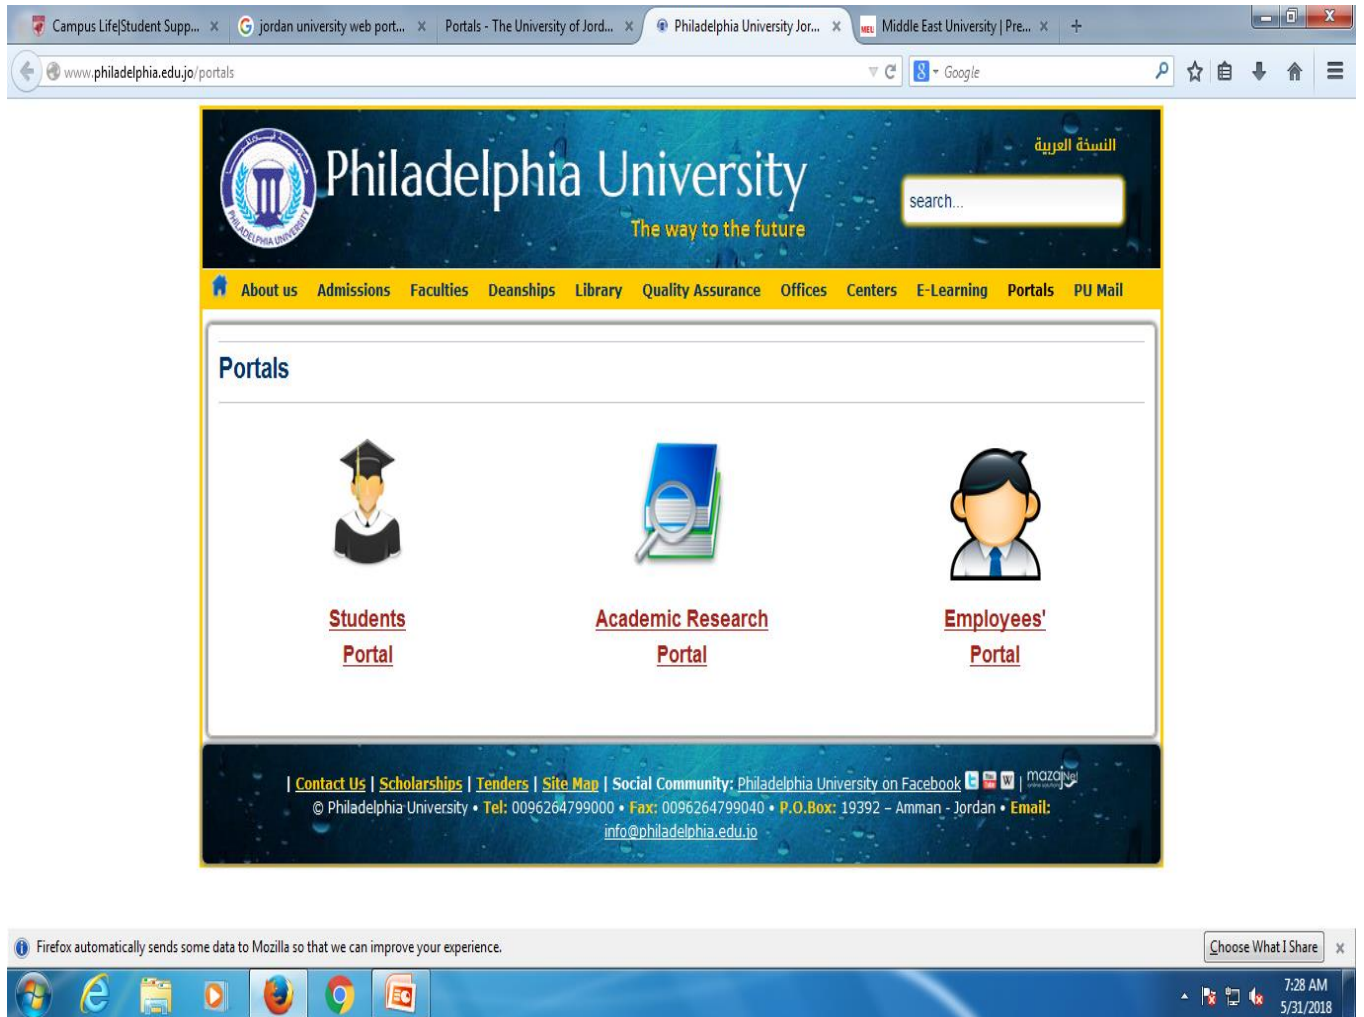 Campus Life|Student Supp...
jordan university web port...
Portals - The University of Jord...
Philadelphia University Jor...
MEU Middle East University | Pre...
www.philadelphia.edu.jo/portals
Google
Philadelphia University
The way to the future
النسخة العربية
search...
PHILADELPHIA UNIVERSITY
About us Admissions Faculties Deanships Library Quality Assurance Offices Centers E-Learning Portals PU Mail
Portals
Students
Portal
Academic Research
Portal
Employees'
Portal
| Contact Us | Scholarships | Tenders | Site Map | Social Community: Philadelphia University on Facebook | mazajNet
© Philadelphia University • Tel: 0096264799000 • Fax: 0096264799040 • P.O.Box: 19392 – Amman - Jordan • Email:
info@philadelphia.edu.jo
Firefox automatically sends some data to Mozilla so that we can improve your experience.
Choose What I Share
7:28 AM
5/31/2018